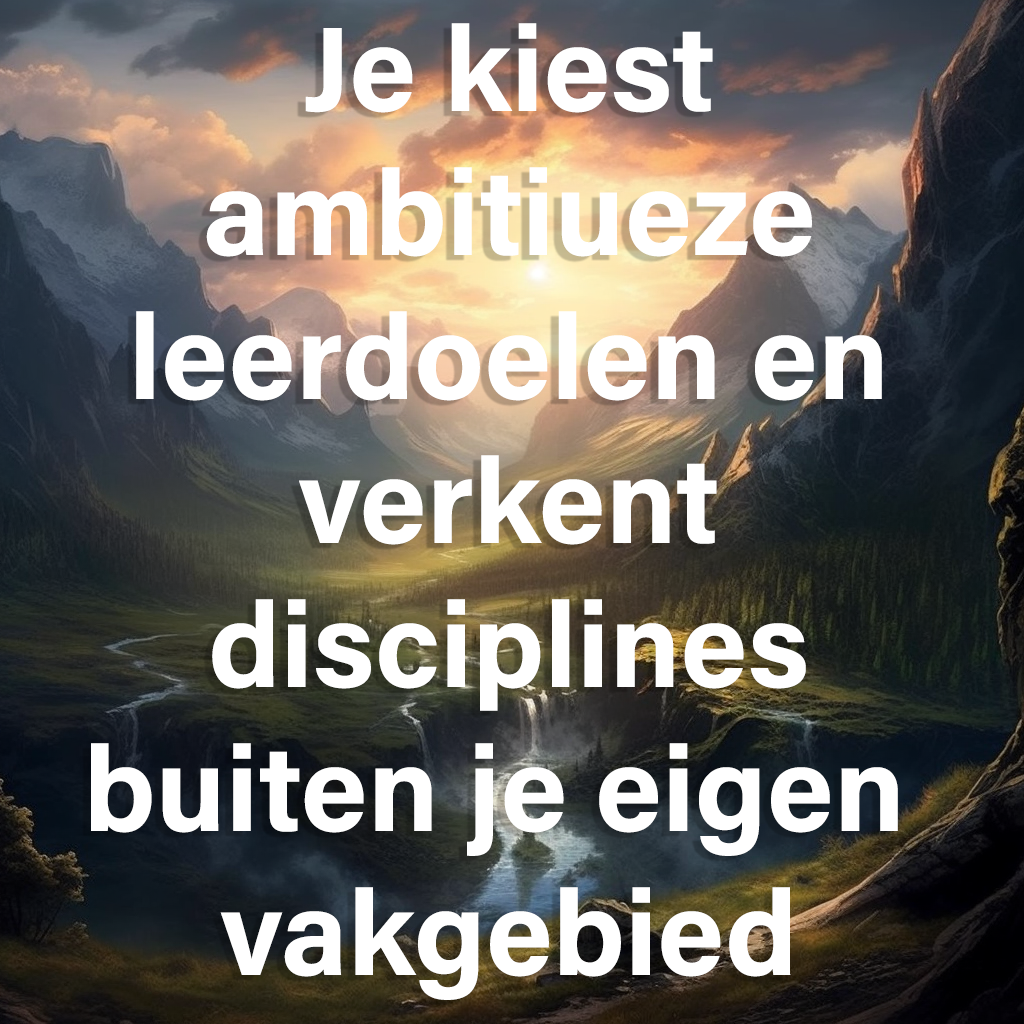 Je kiest
ambitiueze
leerdoelen en
verkent
disciplines
buiten je eigen
vakgebied